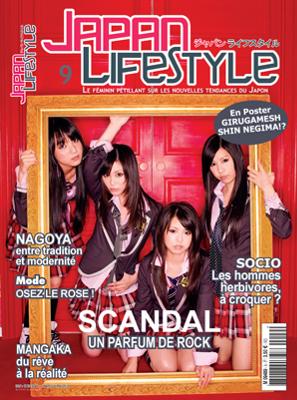 JAPAN
LIFESTYLE
ジャパン ライフスタイル
9
LE FÉMININ PÉTILLANT SUR LES NOUVELLES TENDANCES DU JAPON
JAPAN
LIFESTYLE
En Poster
GIRUGAMESH
SHIN NEGIMA!?
NAGOYA
entre tradition
et modernité
Mode
OSEZ LE ROSE !
MANGAKA
du rêve
à la réalité
SOCIO
Les hommes
herbivores,
à croquer ?
SCANDAL
UN PARFUM DE ROCK